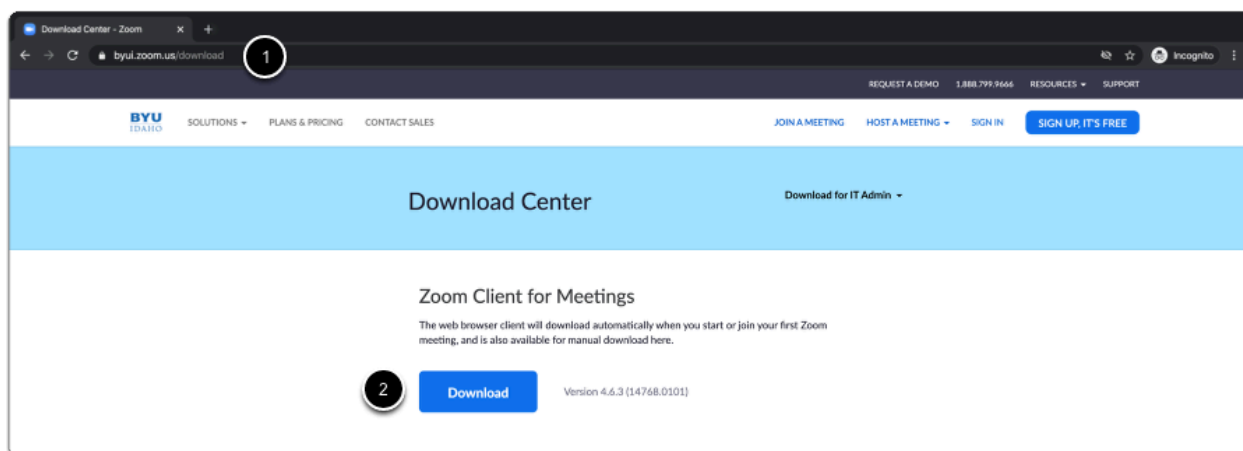 Download Center - Zoom
byui.zoom.us/download
1
Incognito
REQUEST A DEMO 1.888.799.9666 RESOURCES SUPPORT
BYU
IDAHO
SOLUTIONS PLANS & PRICING CONTACT SALES JOIN A MEETING HOST A MEETING SIGN IN SIGN UP, IT'S FREE
Download Center Download for IT Admin
Zoom Client for Meetings
The web browser client will download automatically when you start or join your first Zoom
meeting, and is also available for manual download here.
2 Download Version 4.6.3 (14768.0101)